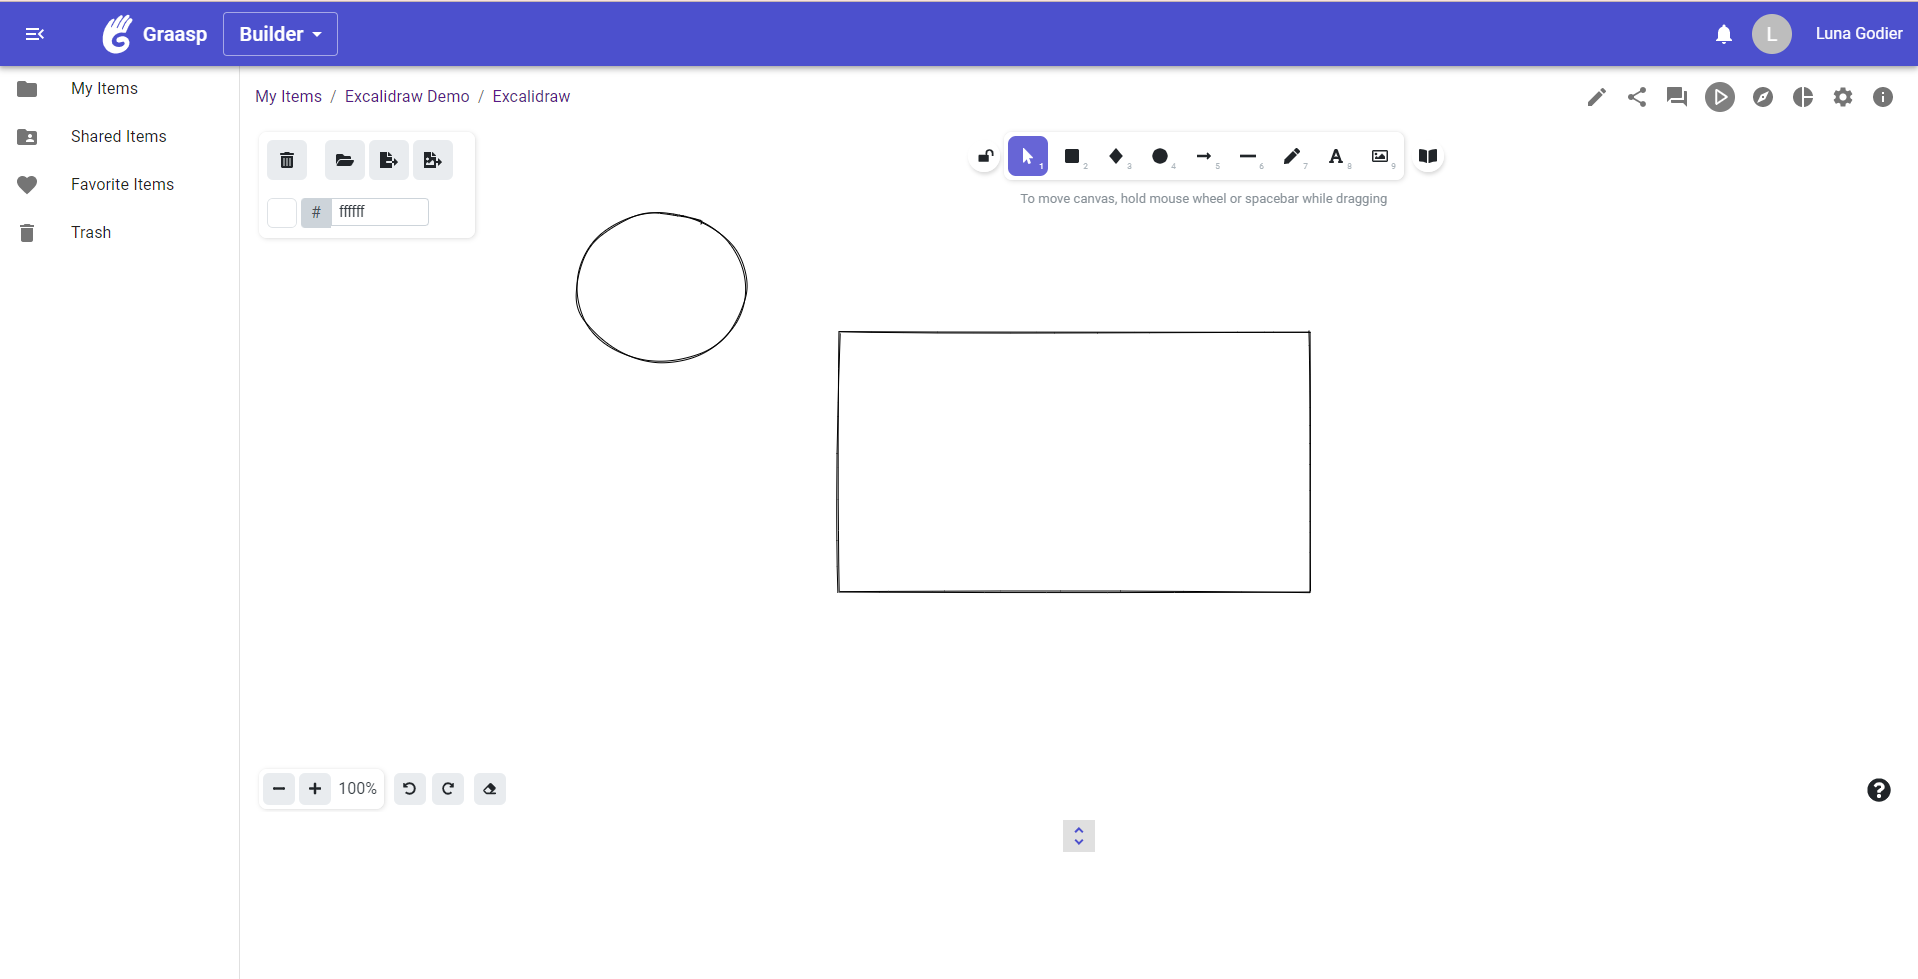 Graasp
Builder
L
Luna Godier
My Items
Shared Items
Favorite Items
Trash
My Items / Excalidraw Demo / Excalidraw
1 2 3 4 5 6 7 A 8 9
To move canvas, hold mouse wheel or spacebar while dragging
# ffffff
100%
?